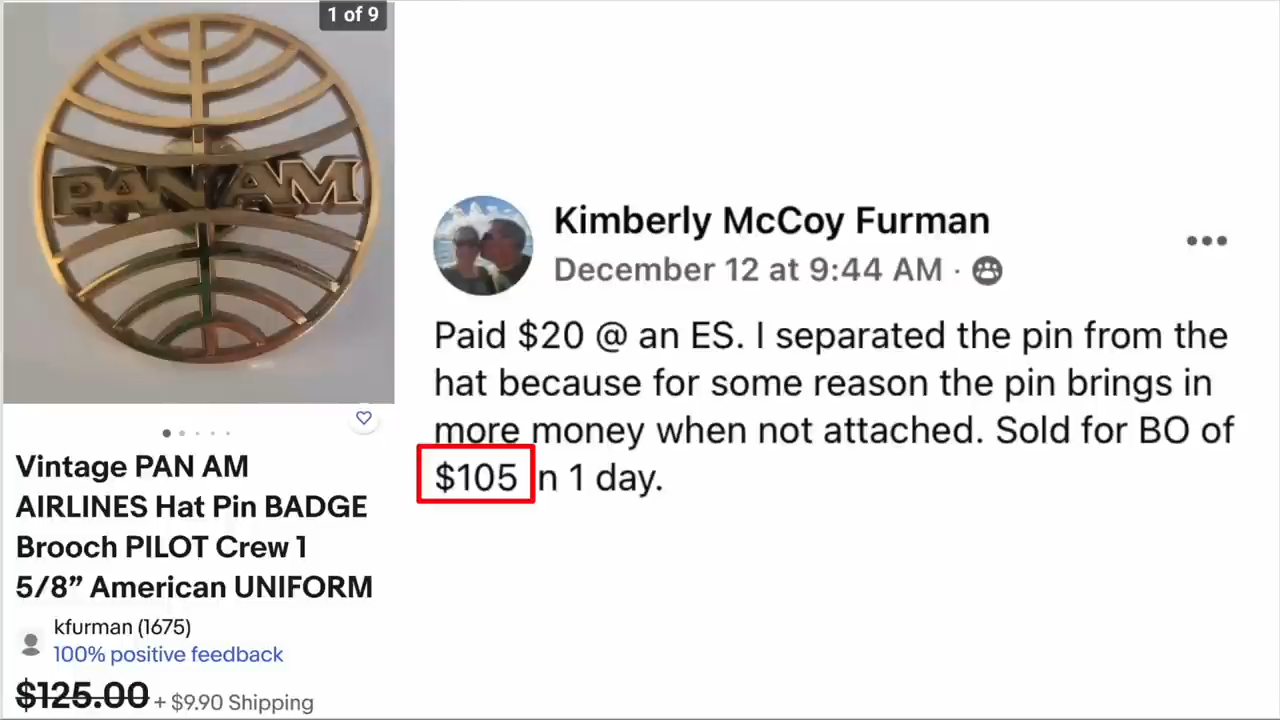 1 of 9
PAN AM
Vintage PAN AM
AIRLINES Hat Pin BADGE
Brooch PILOT Crew 1
5/8” American UNIFORM
kfurman (1675)
100% positive feedback
$125.00 + $9.90 Shipping
Kimberly McCoy Furman
December 12 at 9:44 AM ·
Paid $20 @ an ES. I separated the pin from the
hat because for some reason the pin brings in
more money when not attached. Sold for BO of
$105 n 1 day.